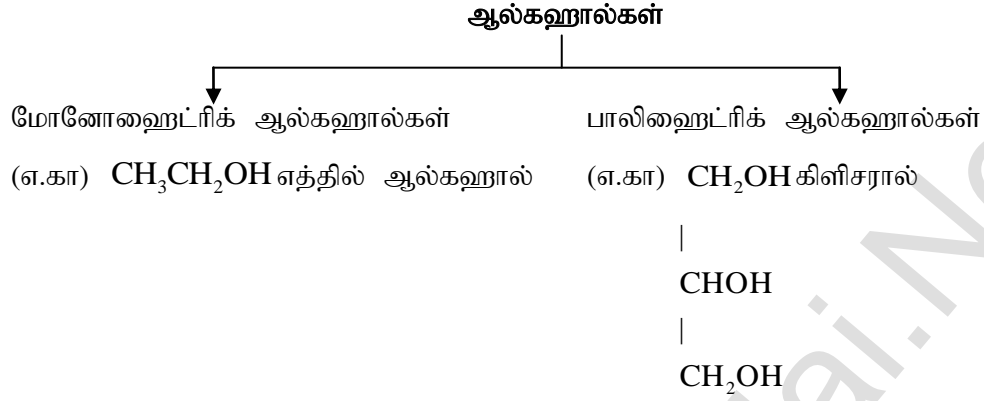 ஆல்கஹால்கள்
மோனோஹைட்ரிக் ஆல்கஹால்கள் பாலிஹைட்ரிக் ஆல்கஹால்கள்
(எ.கா) CH₃CH₂OH எத்தில் ஆல்கஹால் (எ.கா) CH₂OH கிளிசரால்
|
CHOH
|
CH₂OH